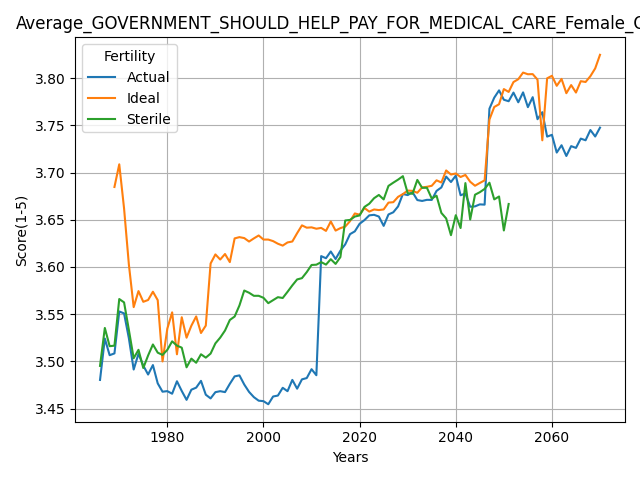 Average_GOVERNMENT_SHOULD_HELP_PAY_FOR_MEDICAL_CARE_Female_
Fertility
Actual
Ideal
Sterile
Score(1-5)
3.80
3.75
3.70
3.65
3.60
3.55
3.50
3.45
1980 2000 2020 2040 2060
Years